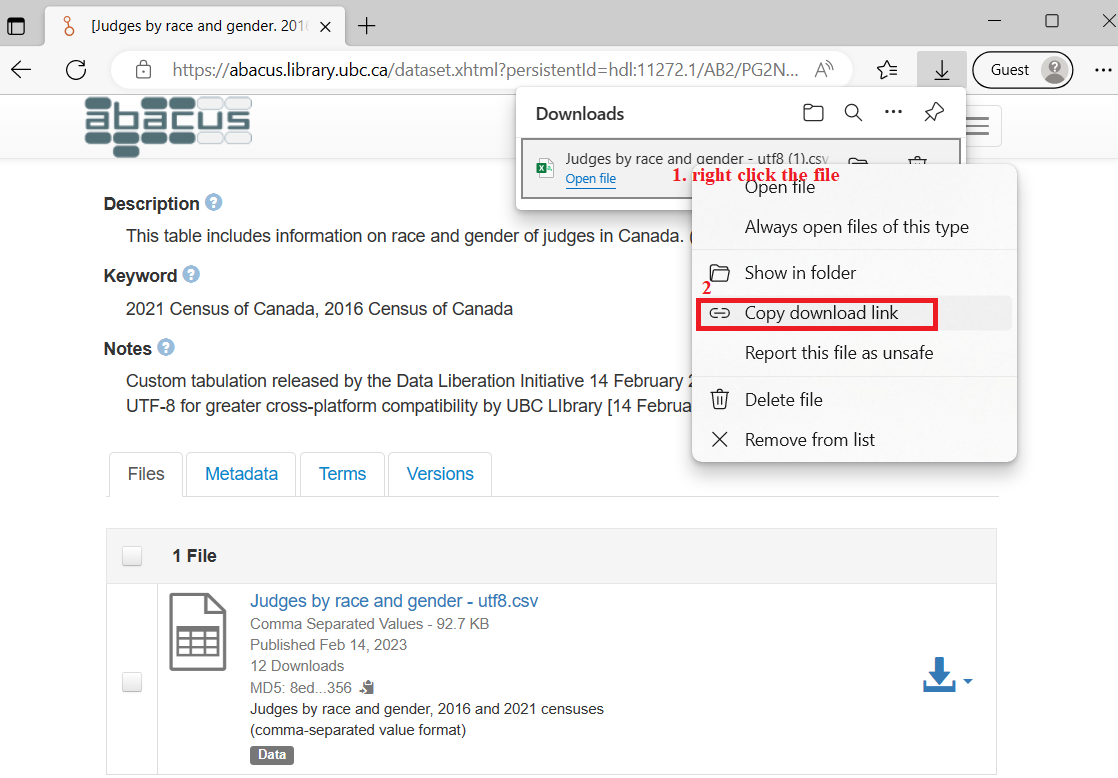 [Judges by race and gender. 2016
https://abacus.library.ubc.ca/dataset.xhtml?persistentId=hdl:11272.1/AB2/PG2N...
Guest
abacus
Downloads
Judges by race and gender - utf8 (1).csv
Open file
1. right click the file
Open file
Always open files of this type
Show in folder
2
Copy download link
Report this file as unsafe
Delete file
Remove from list
Description
This table includes information on race and gender of judges in Canada. (
Keyword
2021 Census of Canada, 2016 Census of Canada
Notes
Custom tabulation released by the Data Liberation Initiative 14 February 2
UTF-8 for greater cross-platform compatibility by UBC LIbrary [14 Februa
Files
Metadata
Terms
Versions
1 File
Judges by race and gender - utf8.csv
Comma Separated Values - 92.7 KB
Published Feb 14, 2023
12 Downloads
MD5: 8ed...356
Judges by race and gender, 2016 and 2021 censuses
(comma-separated value format)
Data